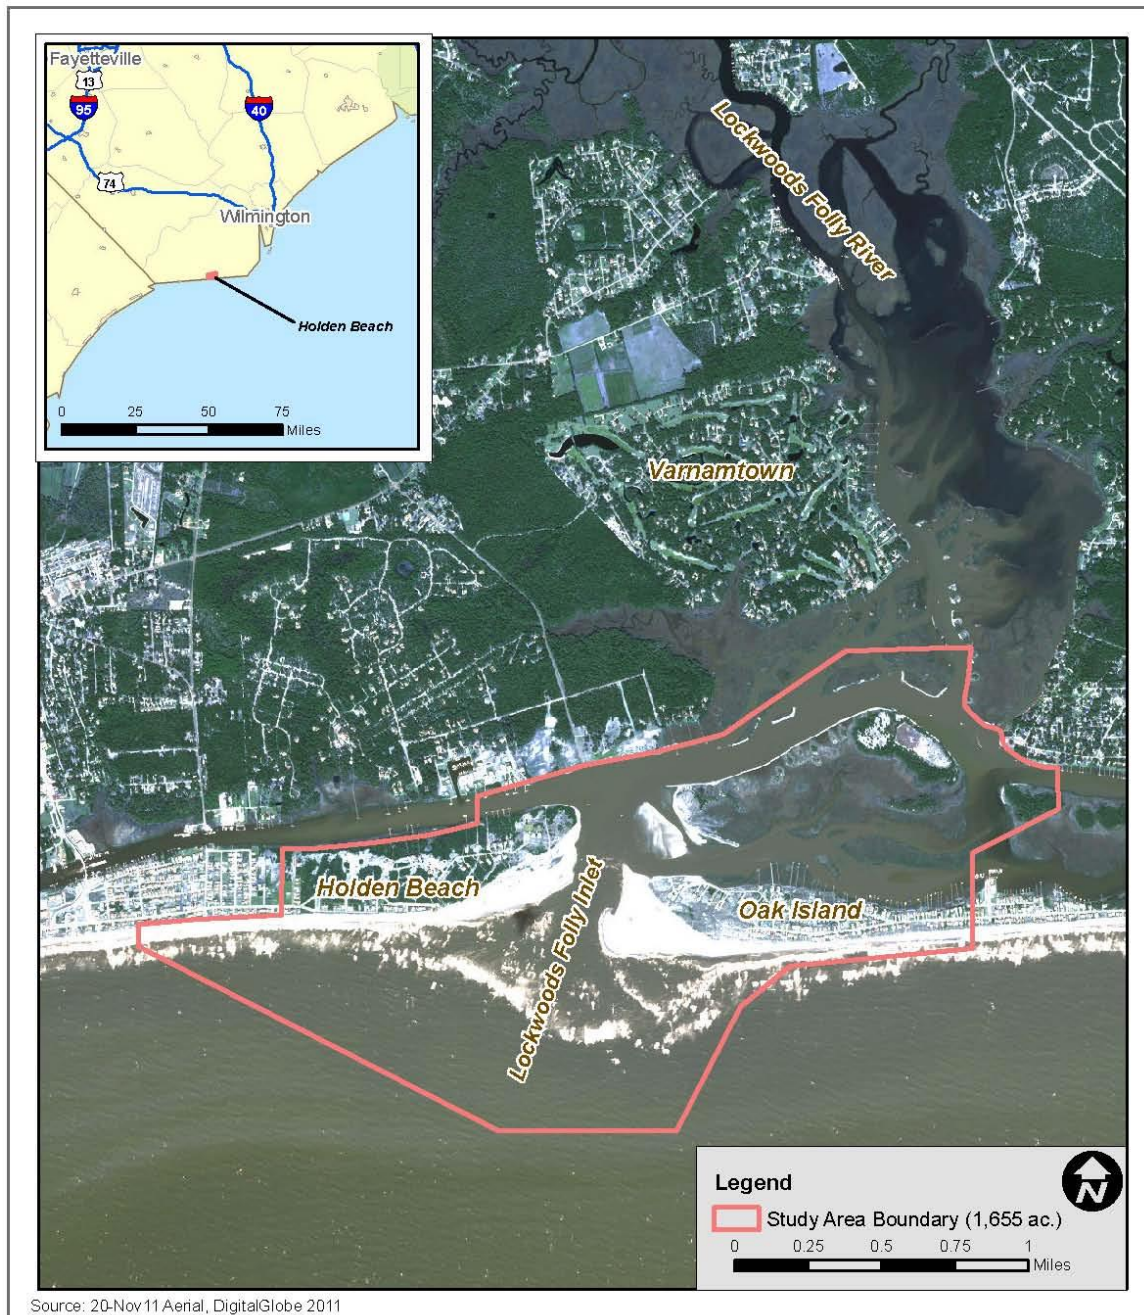 Fayetteville
13
95
40
74
Wilmington
Holden Beach
0 25 50 75
Miles
Lockwoods Folly River
Varnamtown
Holden Beach
Lockwoods Folly Inlet
Oak Island
Legend
N
Study Area Boundary (1,655 ac.)
0 0.25 0.5 0.75 1
Miles
Source: 20-Nov11 Aerial, DigitalGlobe 2011